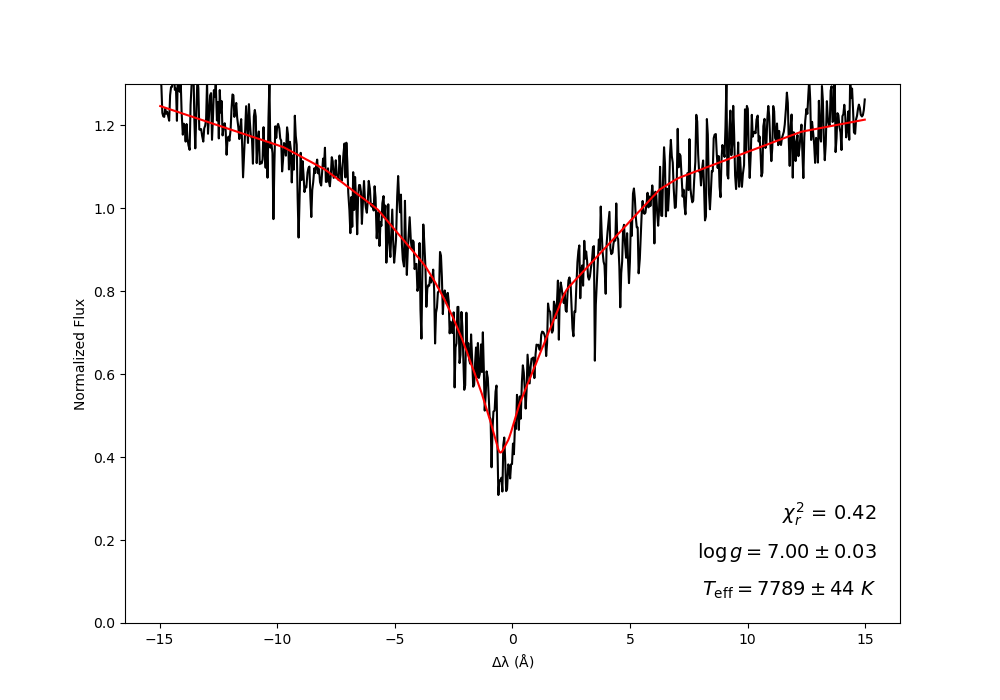 1.2
1.0
0.8
0.6
0.4
0.2
0.0
Normalized Flux
χ²ᵣ = 0.42
log g = 7.00 ± 0.03
T_eff = 7789 ± 44 K
−15 −10 −5 0 5 10 15
Δλ (Å)